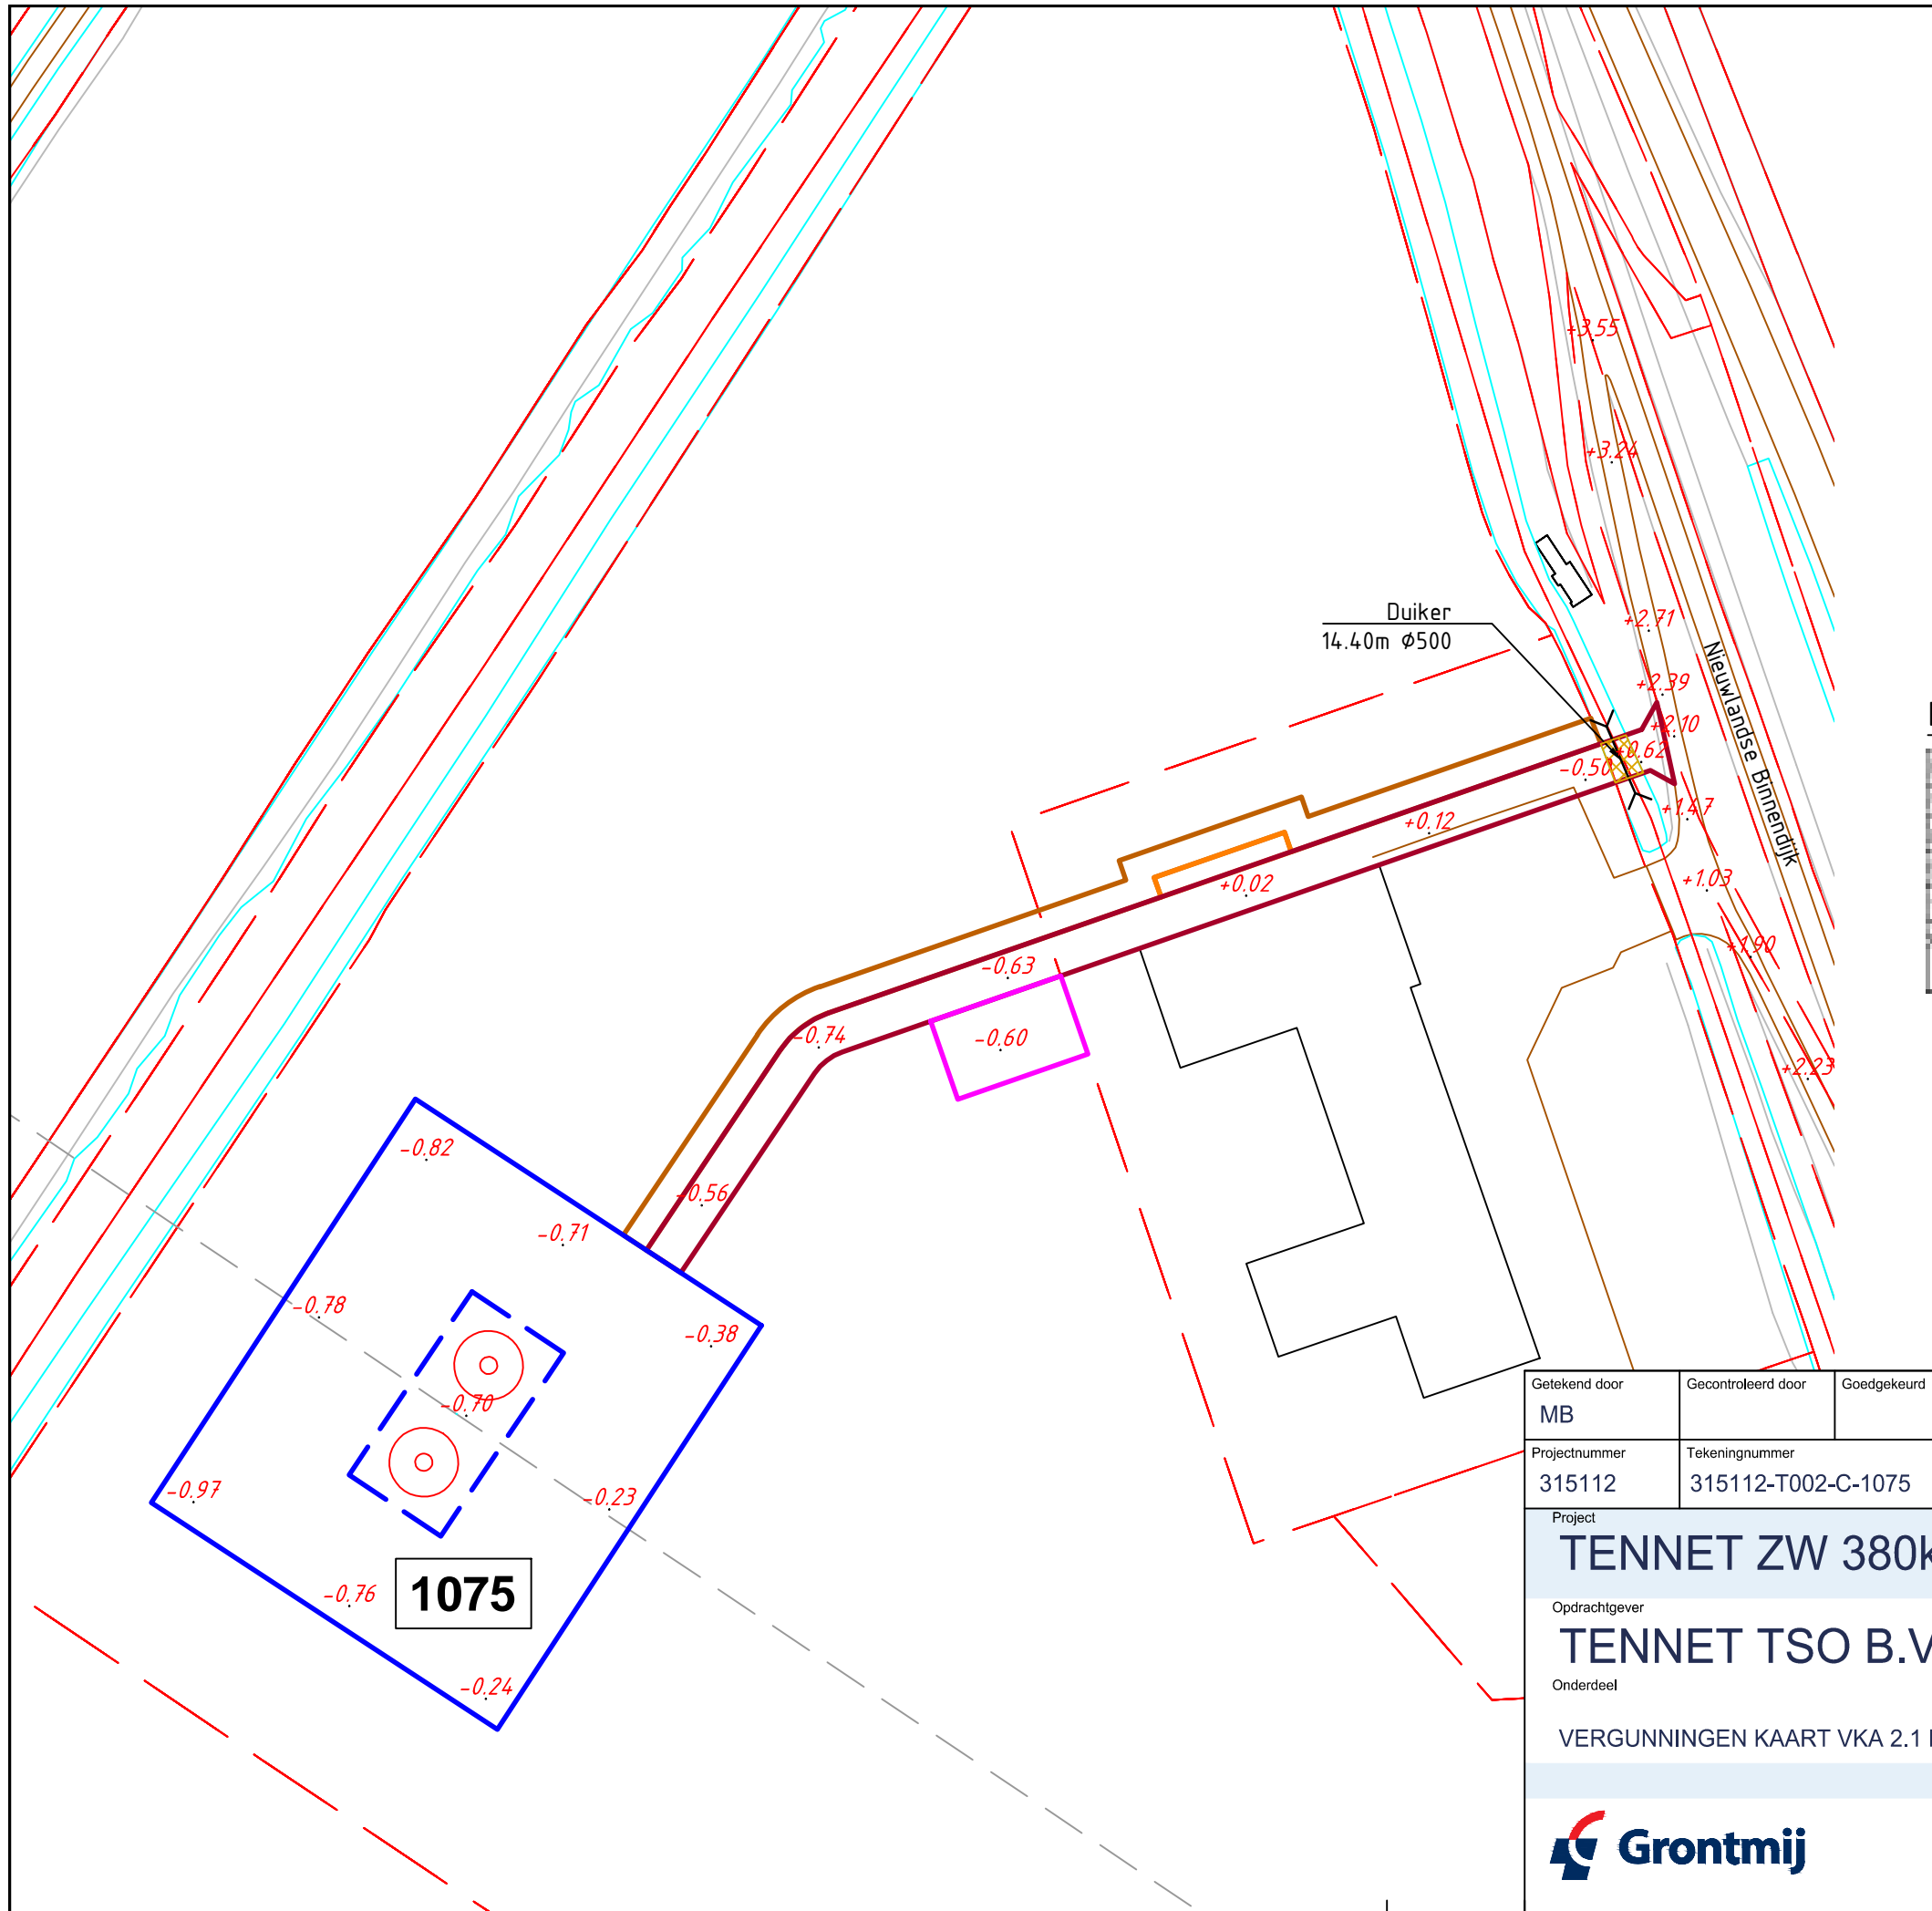 +3.55
+3.24
Duiker
14.40m Ø500
+2.71
+2.39
+2.10
+0.62
-0.50
Nieuwlandse Binnendijk
+1.47
+0.12
+0.02
+1.03
+1.90
-0.63
-0.74
-0.60
+2.23
-0.82
-0.56
-0.71
-0.78
-0.38
-0.70
-0.97
-0.23
1075
-0.76
-0.24
Getekend door
Gecontroleerd door
Goedgekeurd
MB
Projectnummer
Tekeningnummer
315112
315112-T002-C-1075
Project
TENNET ZW 380k
Opdrachtgever
TENNET TSO B.V
Onderdeel
VERGUNNINGEN KAART VKA 2.1
Grontmij